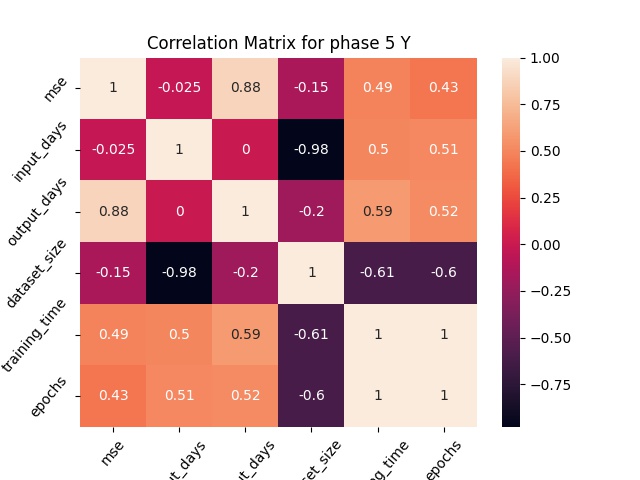 Correlation Matrix for phase 5 Y
mse 1 -0.025 0.88 -0.15 0.49 0.43
input_days -0.025 1 0 -0.98 0.5 0.51
output_days 0.88 0 1 -0.2 0.59 0.52
dataset_size -0.15 -0.98 -0.2 1 -0.61 -0.6
training_time 0.49 0.5 0.59 -0.61 1 1
epochs 0.43 0.51 0.52 -0.6 1 1
mse ut_days ut_days set_size ng_time epochs
1.00
0.75
0.50
0.25
0.00
−0.25
−0.50
−0.75